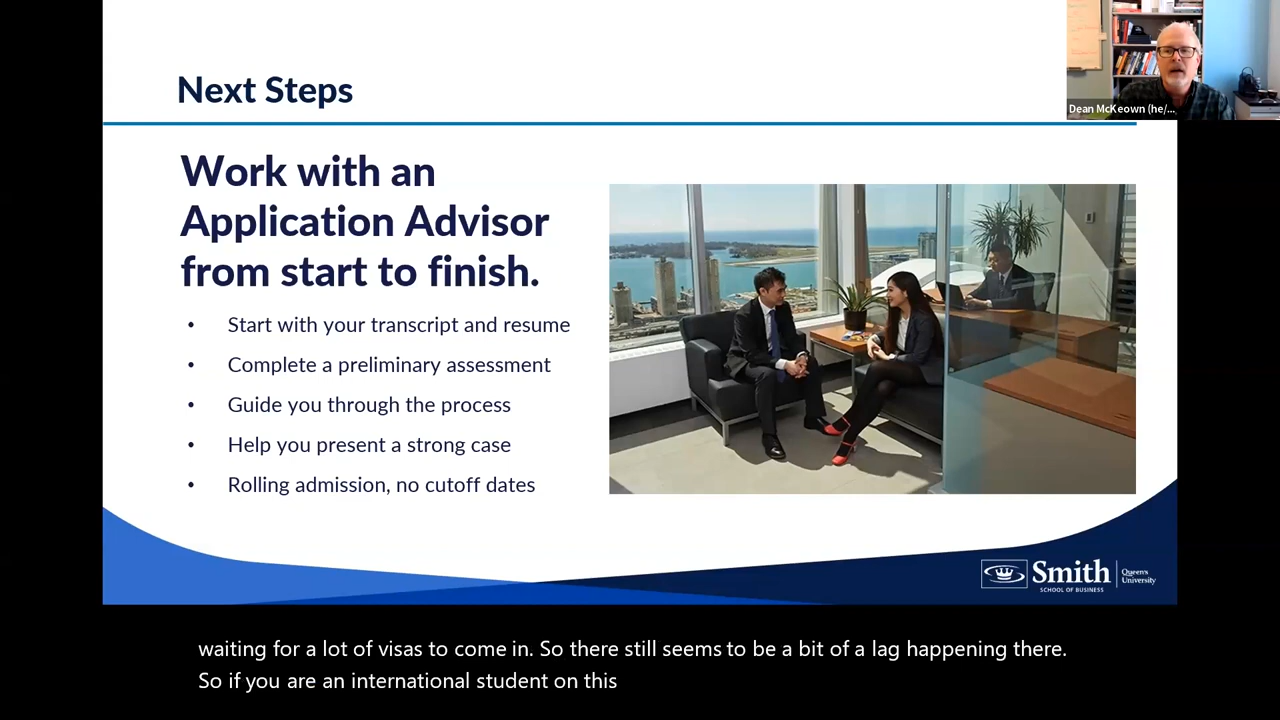 Next Steps
Dean McKeown (he/...
Work with an
Application Advisor
from start to finish.
• Start with your transcript and resume
• Complete a preliminary assessment
• Guide you through the process
• Help you present a strong case
• Rolling admission, no cutoff dates
Smith
SCHOOL OF BUSINESS
Queen's
University
waiting for a lot of visas to come in. So there still seems to be a bit of a lag happening there.
So if you are an international student on this